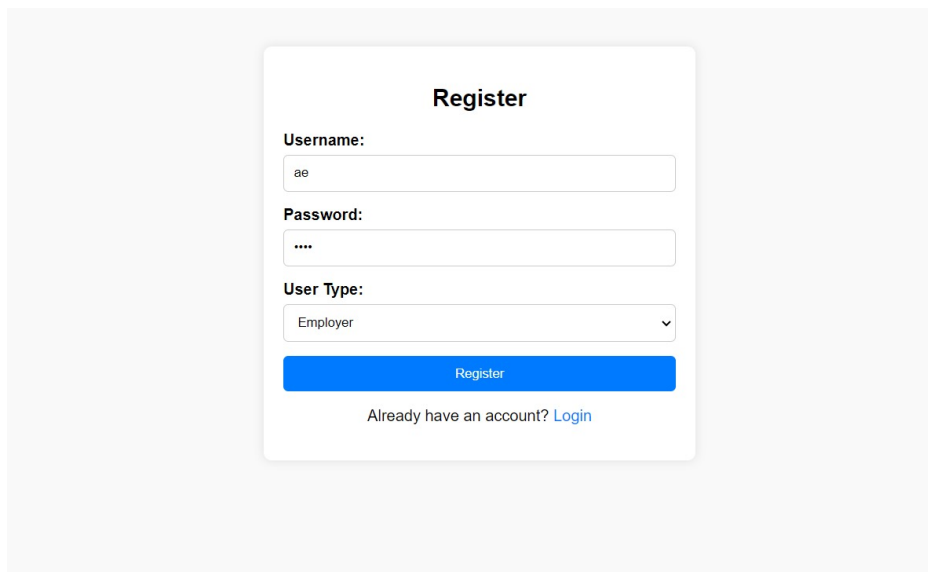 Register
Username:
ae
Password:
••••
User Type:
Employer
Register
Already have an account? Login